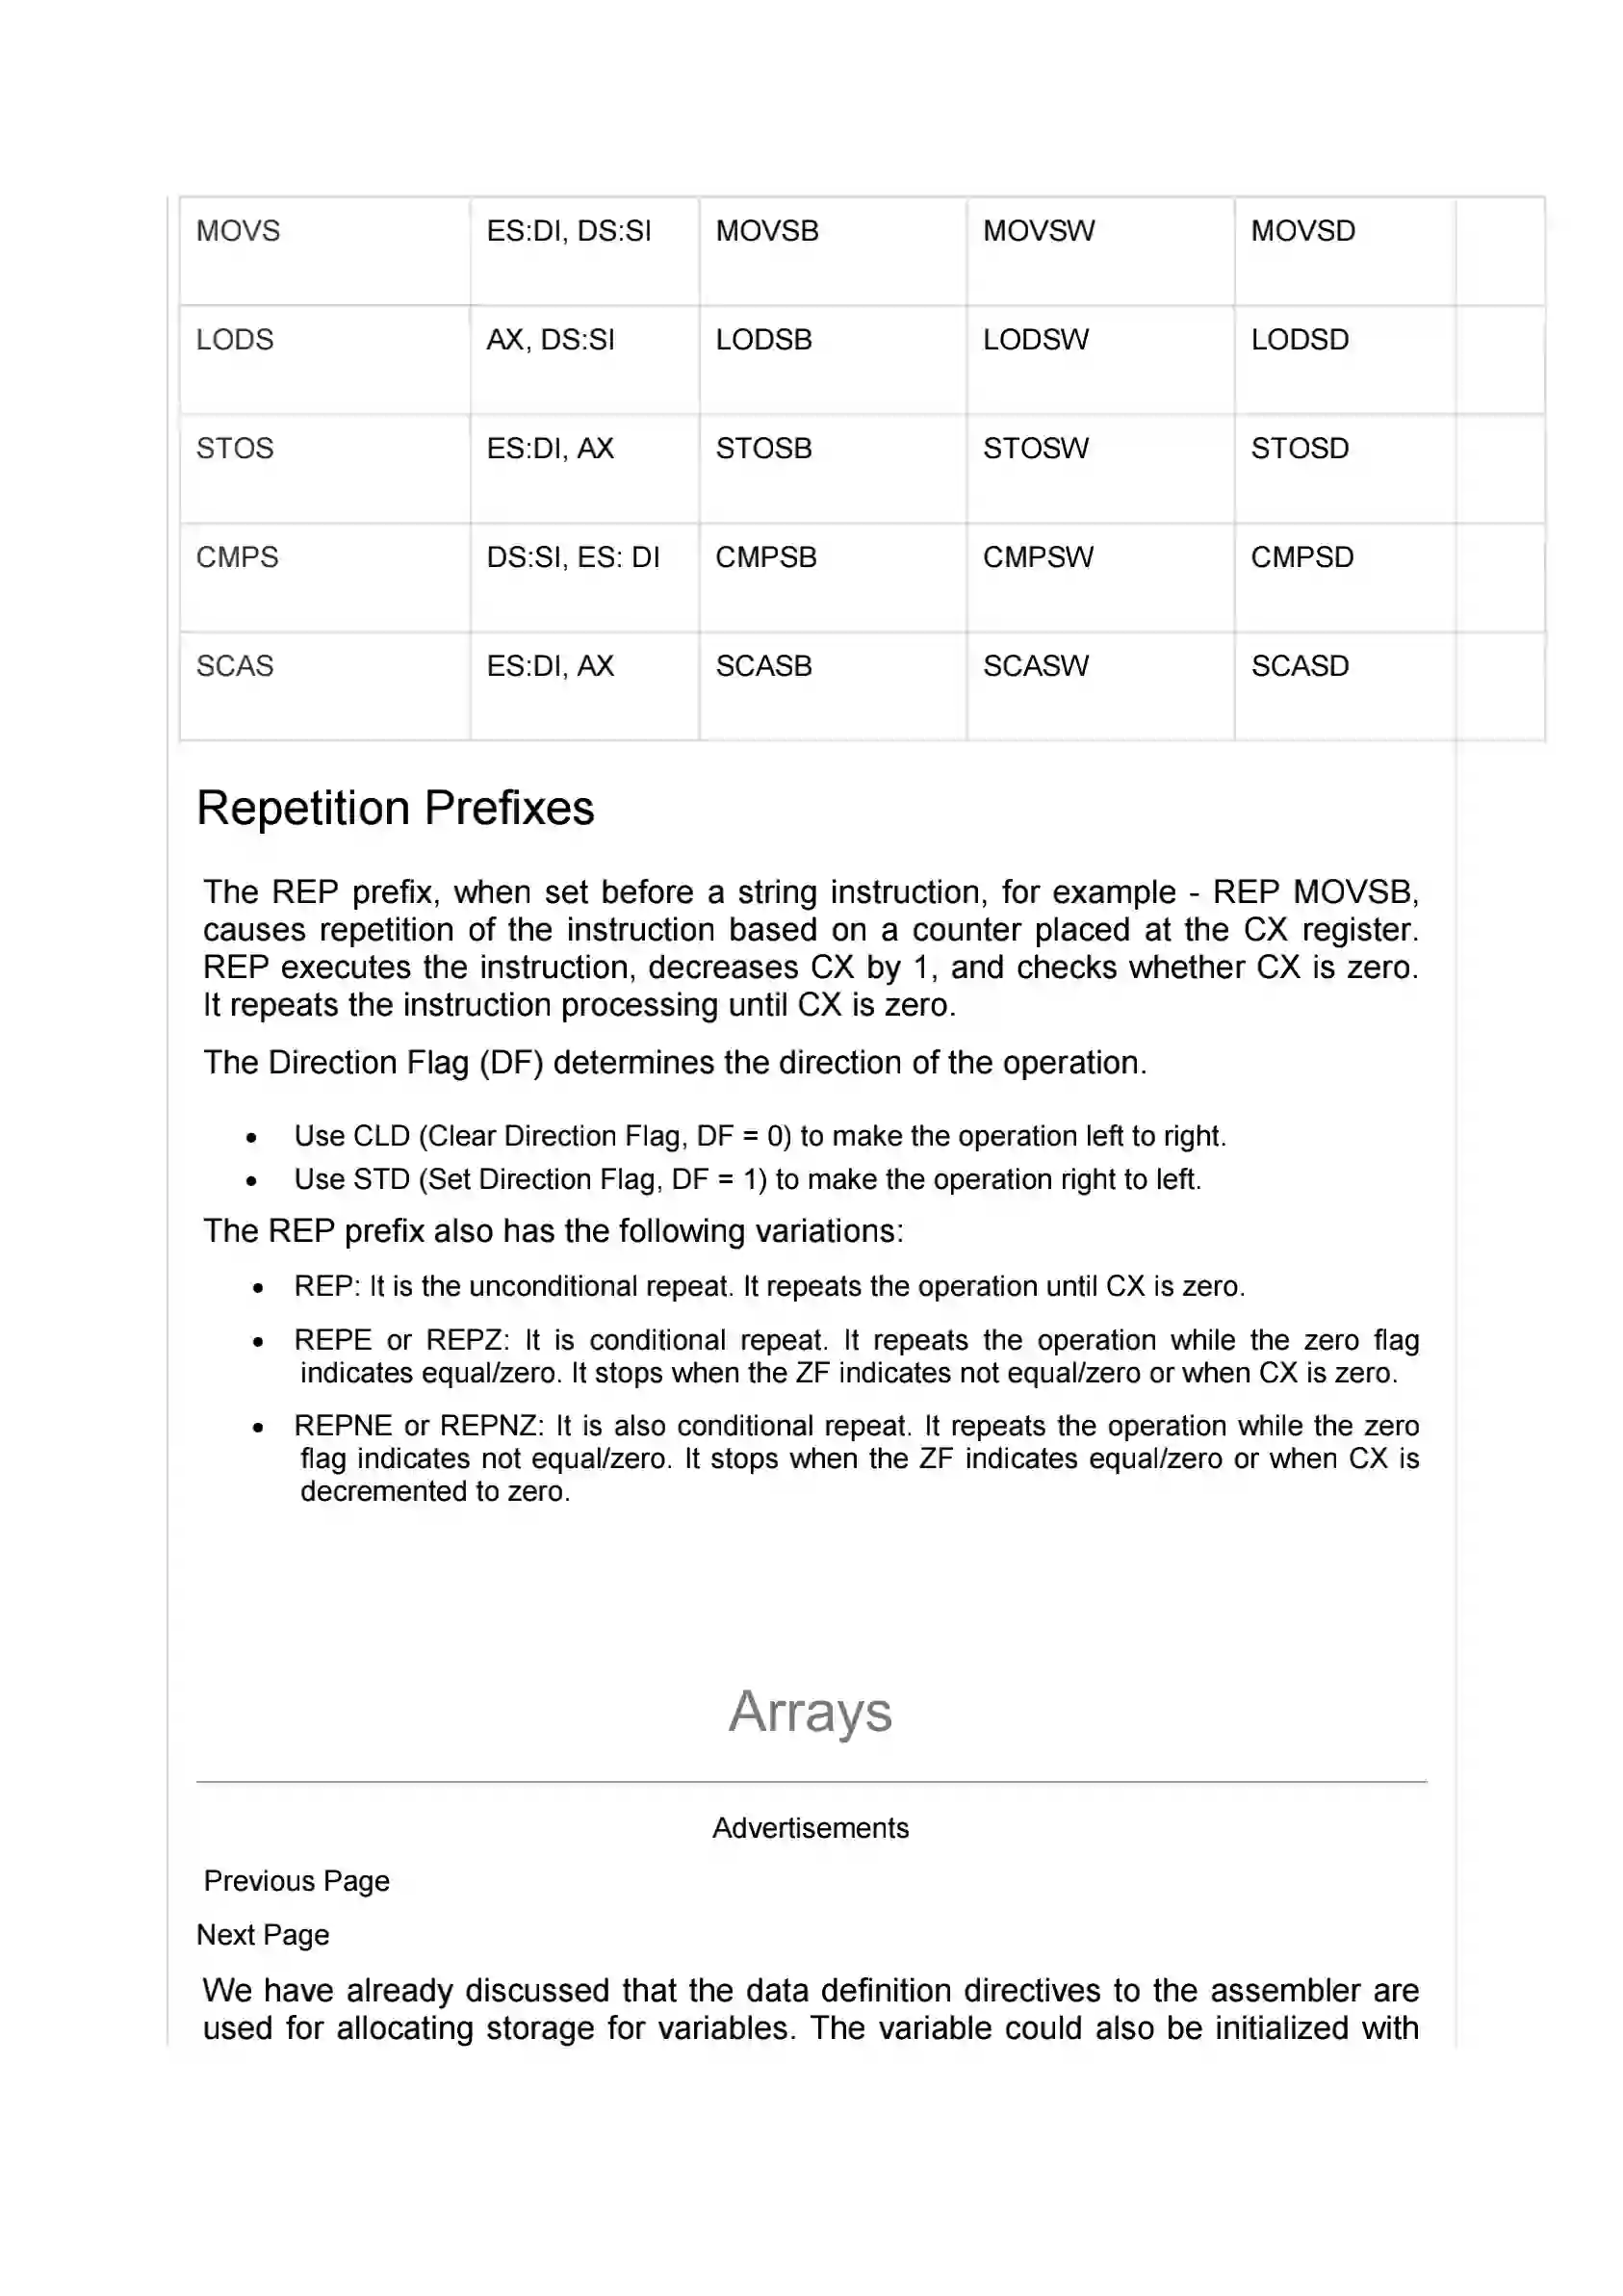 MOVS ES:DI, DS:SI MOVSB MOVSW MOVSD
LODS AX, DS:SI LODSB LODSW LODSD
STOS ES:DI, AX STOSB STOSW STOSD
CMPS DS:SI, ES: DI CMPSB CMPSW CMPSD
SCAS ES:DI, AX SCASB SCASW SCASD
Repetition Prefixes
The REP prefix, when set before a string instruction, for example - REP MOVSB,
causes repetition of the instruction based on a counter placed at the CX register.
REP executes the instruction, decreases CX by 1, and checks whether CX is zero.
It repeats the instruction processing until CX is zero.
The Direction Flag (DF) determines the direction of the operation.
• Use CLD (Clear Direction Flag, DF = 0) to make the operation left to right.
• Use STD (Set Direction Flag, DF = 1) to make the operation right to left.
The REP prefix also has the following variations:
• REP: It is the unconditional repeat. It repeats the operation until CX is zero.
• REPE or REPZ: It is conditional repeat. It repeats the operation while the zero flag
indicates equal/zero. It stops when the ZF indicates not equal/zero or when CX is zero.
• REPNE or REPNZ: It is also conditional repeat. It repeats the operation while the zero
flag indicates not equal/zero. It stops when the ZF indicates equal/zero or when CX is
decremented to zero.
Arrays
Advertisements
Previous Page
Next Page
We have already discussed that the data definition directives to the assembler are
used for allocating storage for variables. The variable could also be initialized with